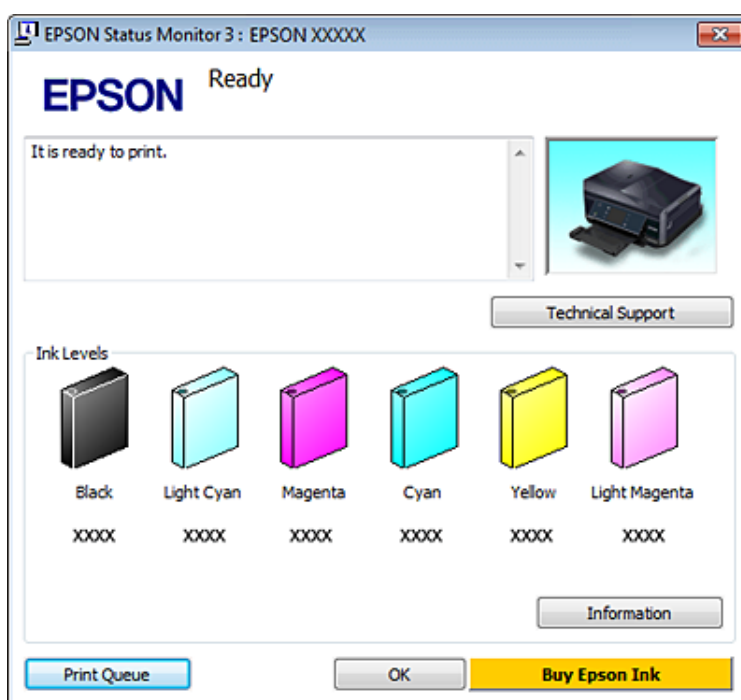 EPSON Status Monitor 3 : EPSON XXXXX
EPSON
Ready
It is ready to print.
Technical Support
Ink Levels
Black Light Cyan Magenta Cyan Yellow Light Magenta
XXXX XXXX XXXX XXXX XXXX XXXX
Information
Print Queue OK Buy Epson Ink